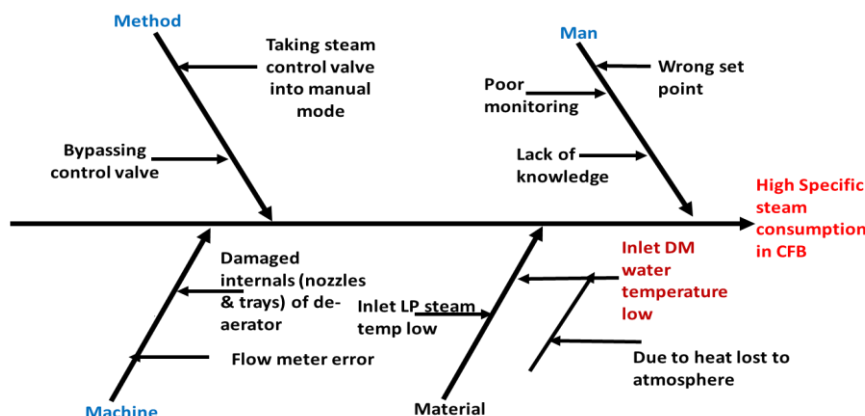 Method
Taking steam
control valve
into manual
mode
Bypassing
control valve
Man
Wrong set
point
Poor
monitoring
Lack of
knowledge
High Specific
steam
consumption
in CFB
Damaged
internals (nozzles
& trays) of de-
aerator
Flow meter error
Machine
Inlet LP steam
temp low
Inlet DM
water
temperature
low
Due to heat lost to
atmosphere
Material